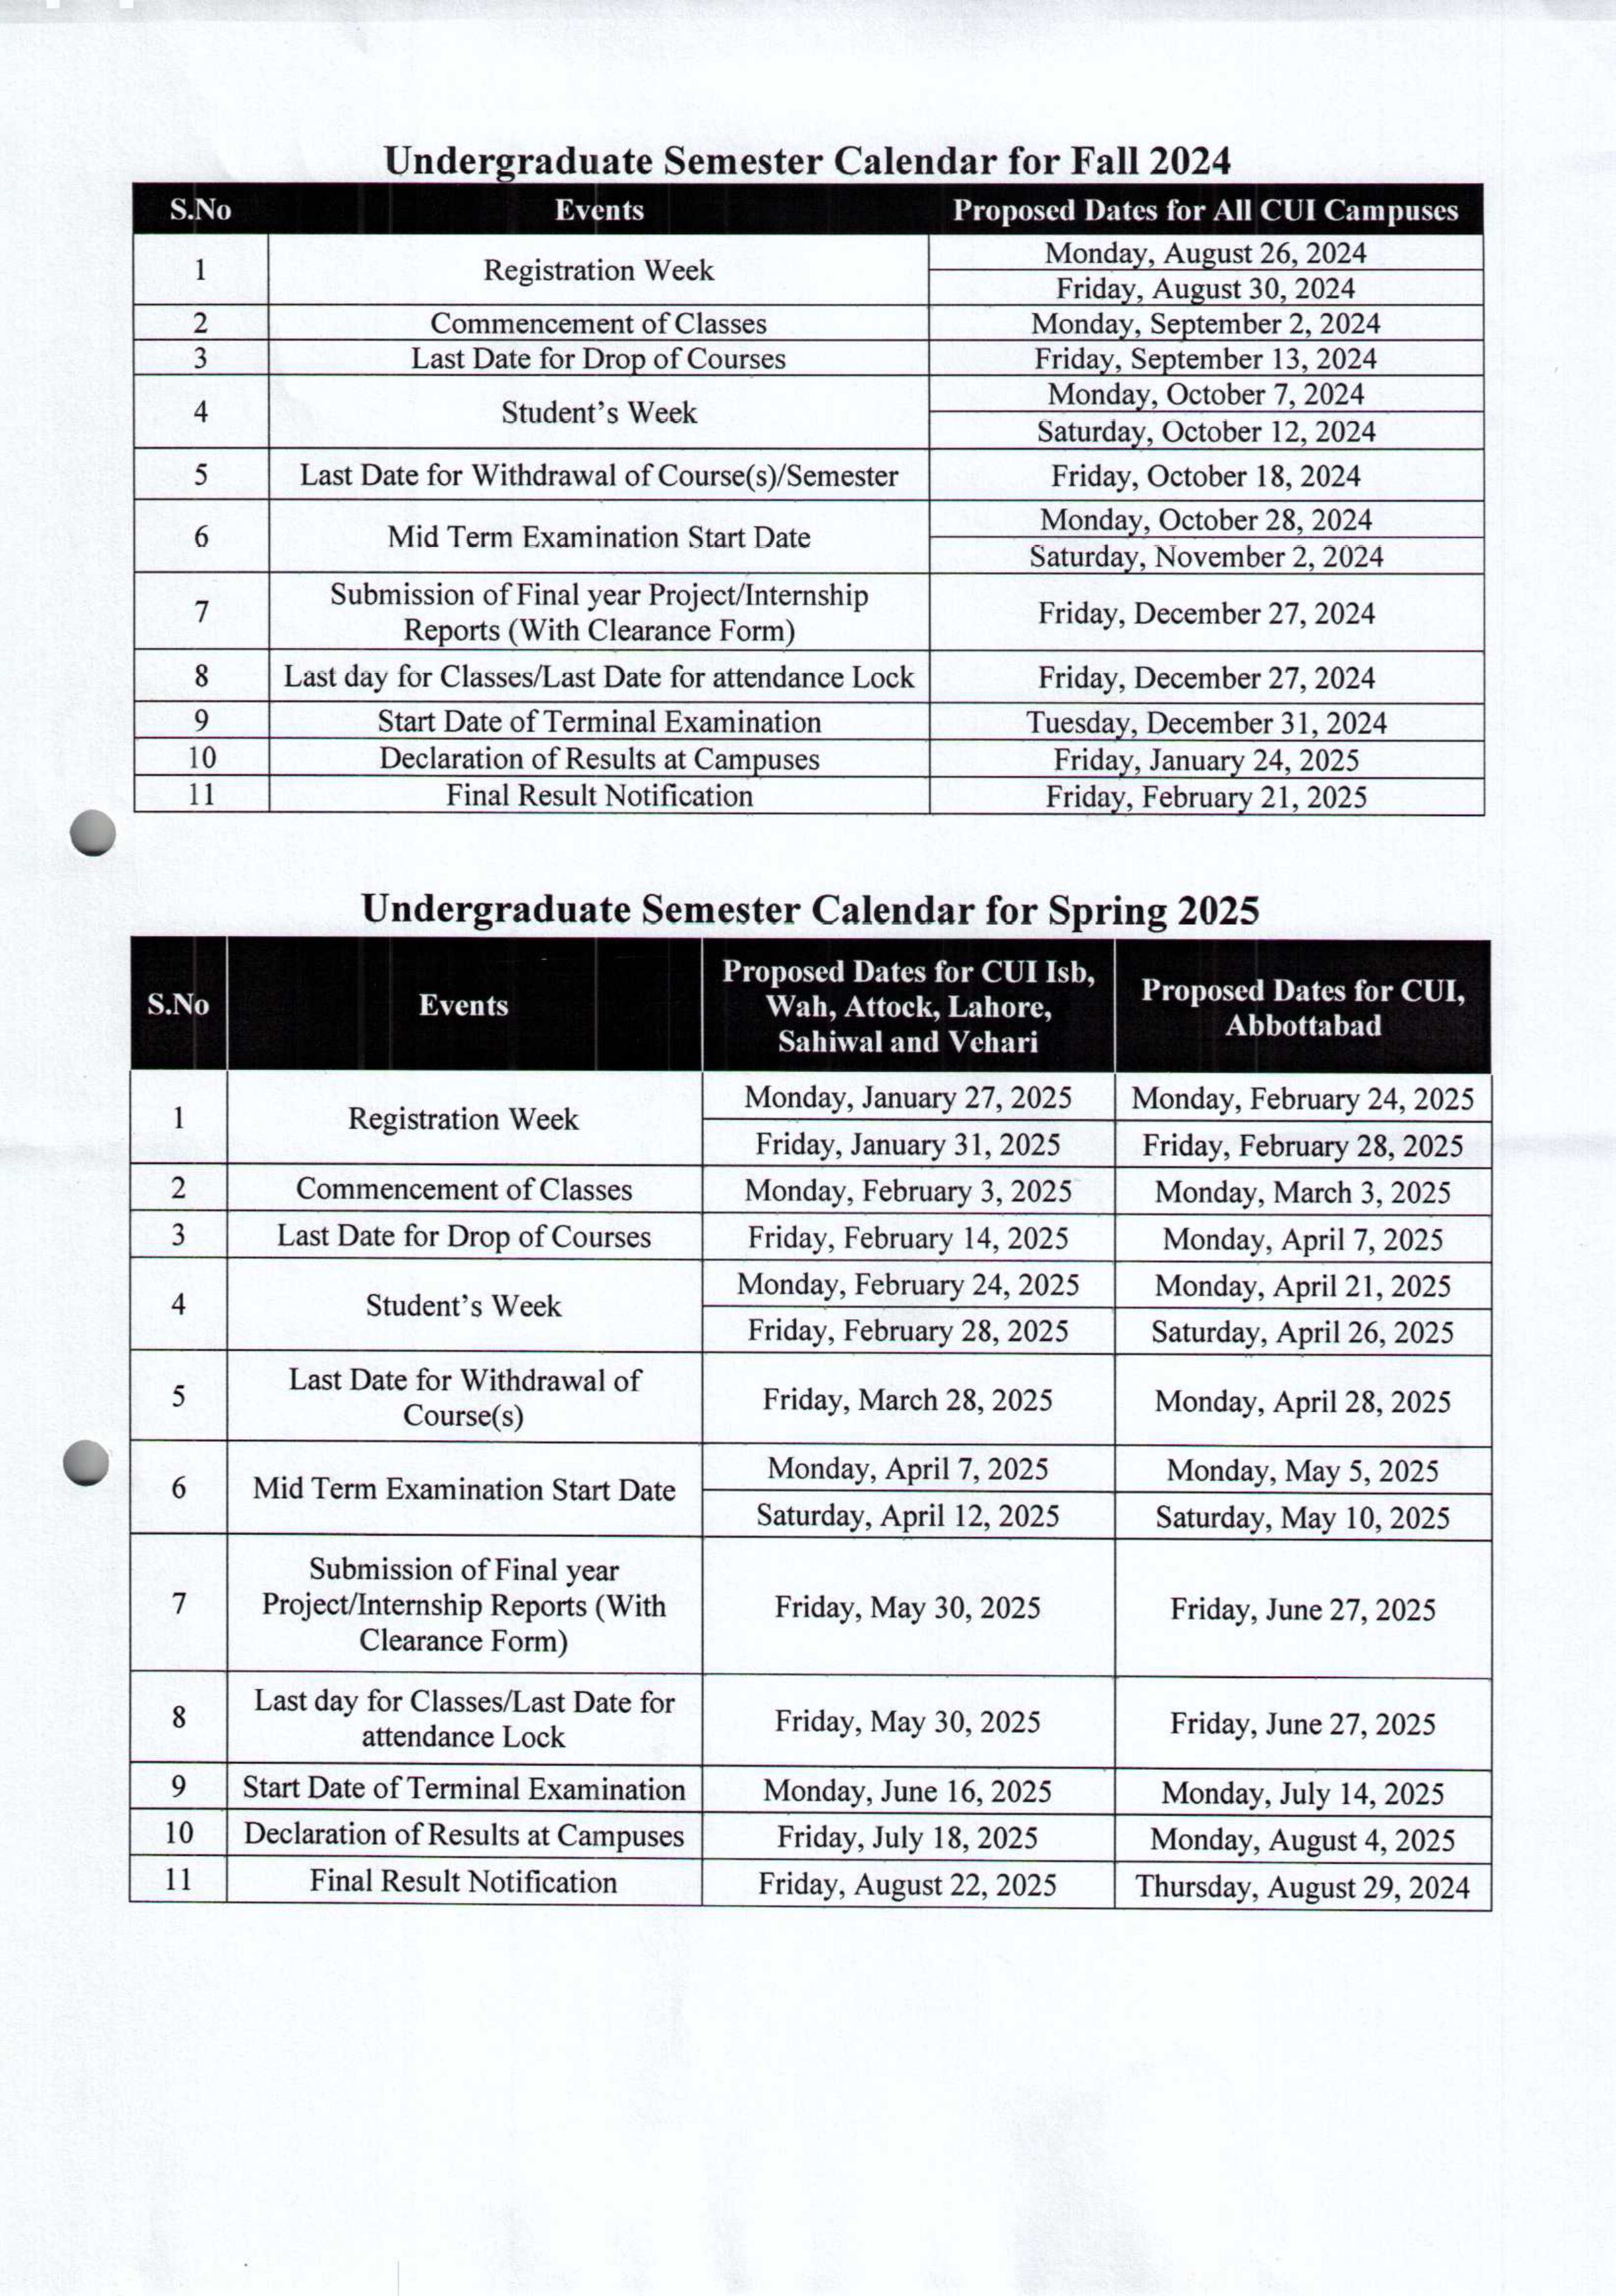 Undergraduate Semester Calendar for Fall 2024
S.No Events Proposed Dates for All CUI Campuses
1 Registration Week Monday, August 26, 2024
Friday, August 30, 2024
2 Commencement of Classes Monday, September 2, 2024
3 Last Date for Drop of Courses Friday, September 13, 2024
4 Student’s Week Monday, October 7, 2024
Saturday, October 12, 2024
5 Last Date for Withdrawal of Course(s)/Semester Friday, October 18, 2024
6 Mid Term Examination Start Date Monday, October 28, 2024
Saturday, November 2, 2024
7 Submission of Final year Project/Internship
Reports (With Clearance Form) Friday, December 27, 2024
8 Last day for Classes/Last Date for attendance Lock Friday, December 27, 2024
9 Start Date of Terminal Examination Tuesday, December 31, 2024
10 Declaration of Results at Campuses Friday, January 24, 2025
11 Final Result Notification Friday, February 21, 2025
Undergraduate Semester Calendar for Spring 2025
S.No Events Proposed Dates for CUI Isb,
Wah, Attock, Lahore,
Sahiwal and Vehari
Proposed Dates for CUI,
Abbottabad
1 Registration Week Monday, January 27, 2025 Monday, February 24, 2025
Friday, January 31, 2025 Friday, February 28, 2025
2 Commencement of Classes Monday, February 3, 2025 Monday, March 3, 2025
3 Last Date for Drop of Courses Friday, February 14, 2025 Monday, April 7, 2025
4 Student’s Week Monday, February 24, 2025 Monday, April 21, 2025
Friday, February 28, 2025 Saturday, April 26, 2025
5 Last Date for Withdrawal of
Course(s) Friday, March 28, 2025 Monday, April 28, 2025
6 Mid Term Examination Start Date Monday, April 7, 2025 Monday, May 5, 2025
Saturday, April 12, 2025 Saturday, May 10, 2025
7 Submission of Final year
Project/Internship Reports (With
Clearance Form) Friday, May 30, 2025 Friday, June 27, 2025
8 Last day for Classes/Last Date for
attendance Lock Friday, May 30, 2025 Friday, June 27, 2025
9 Start Date of Terminal Examination Monday, June 16, 2025 Monday, July 14, 2025
10 Declaration of Results at Campuses Friday, July 18, 2025 Monday, August 4, 2025
11 Final Result Notification Friday, August 22, 2025 Thursday, August 29, 2024